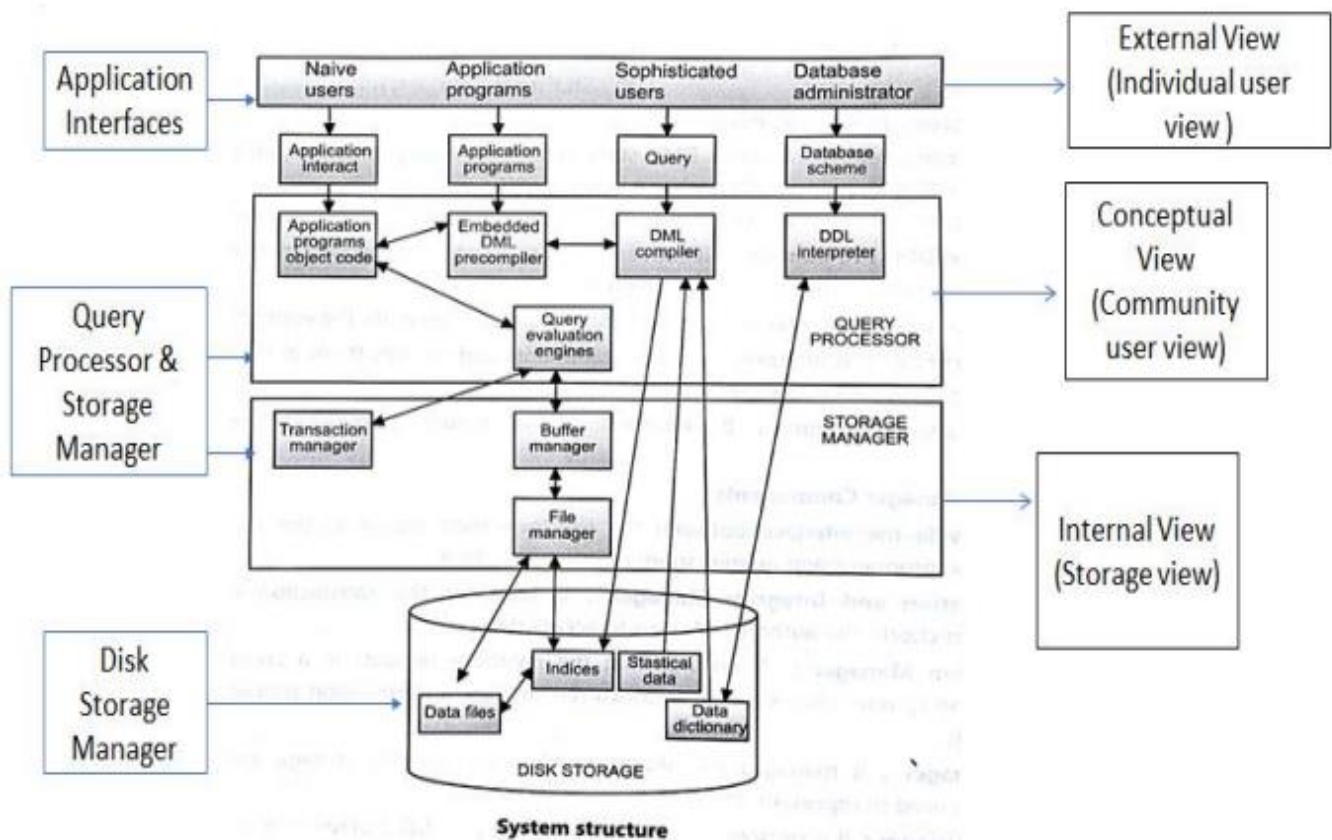 Application
Interfaces
Naive
users
Application
programs
Sophisticated
users
Database
administrator
External View
(Individual user
view )
Application
interact
Application
programs
Query
Database
scheme
Application
programs
object code
Embedded
DML
precompiler
DML
compiler
DDL
interpreter
Conceptual
View
(Community
user view)
Query
Processor &
Storage
Manager
Query
evaluation
engines
QUERY
PROCESSOR
Transaction
manager
Buffer
manager
STORAGE
MANAGER
File
manager
Internal View
(Storage view)
Disk
Storage
Manager
Indices
Stastical
data
Data files
Data
dictionary
DISK STORAGE
System structure